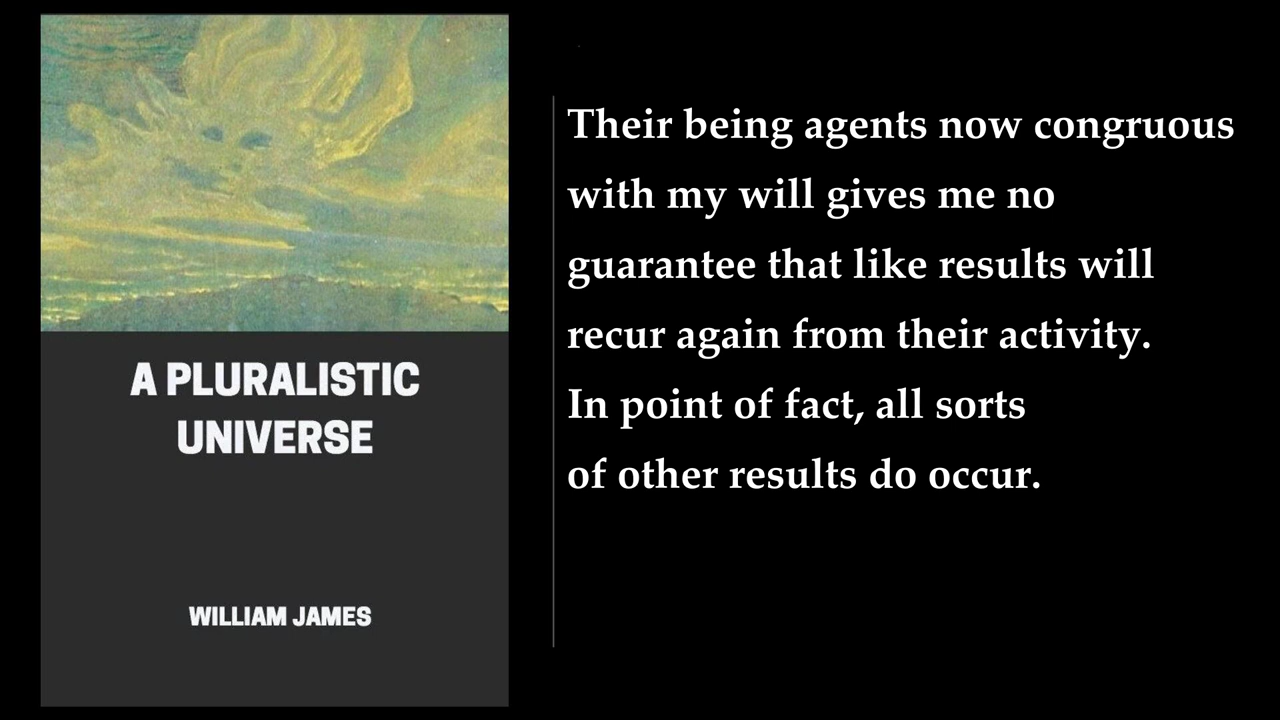 A PLURALISTIC
UNIVERSE
WILLIAM JAMES
Their being agents now congruous
with my will gives me no
guarantee that like results will
recur again from their activity.
In point of fact, all sorts
of other results do occur.